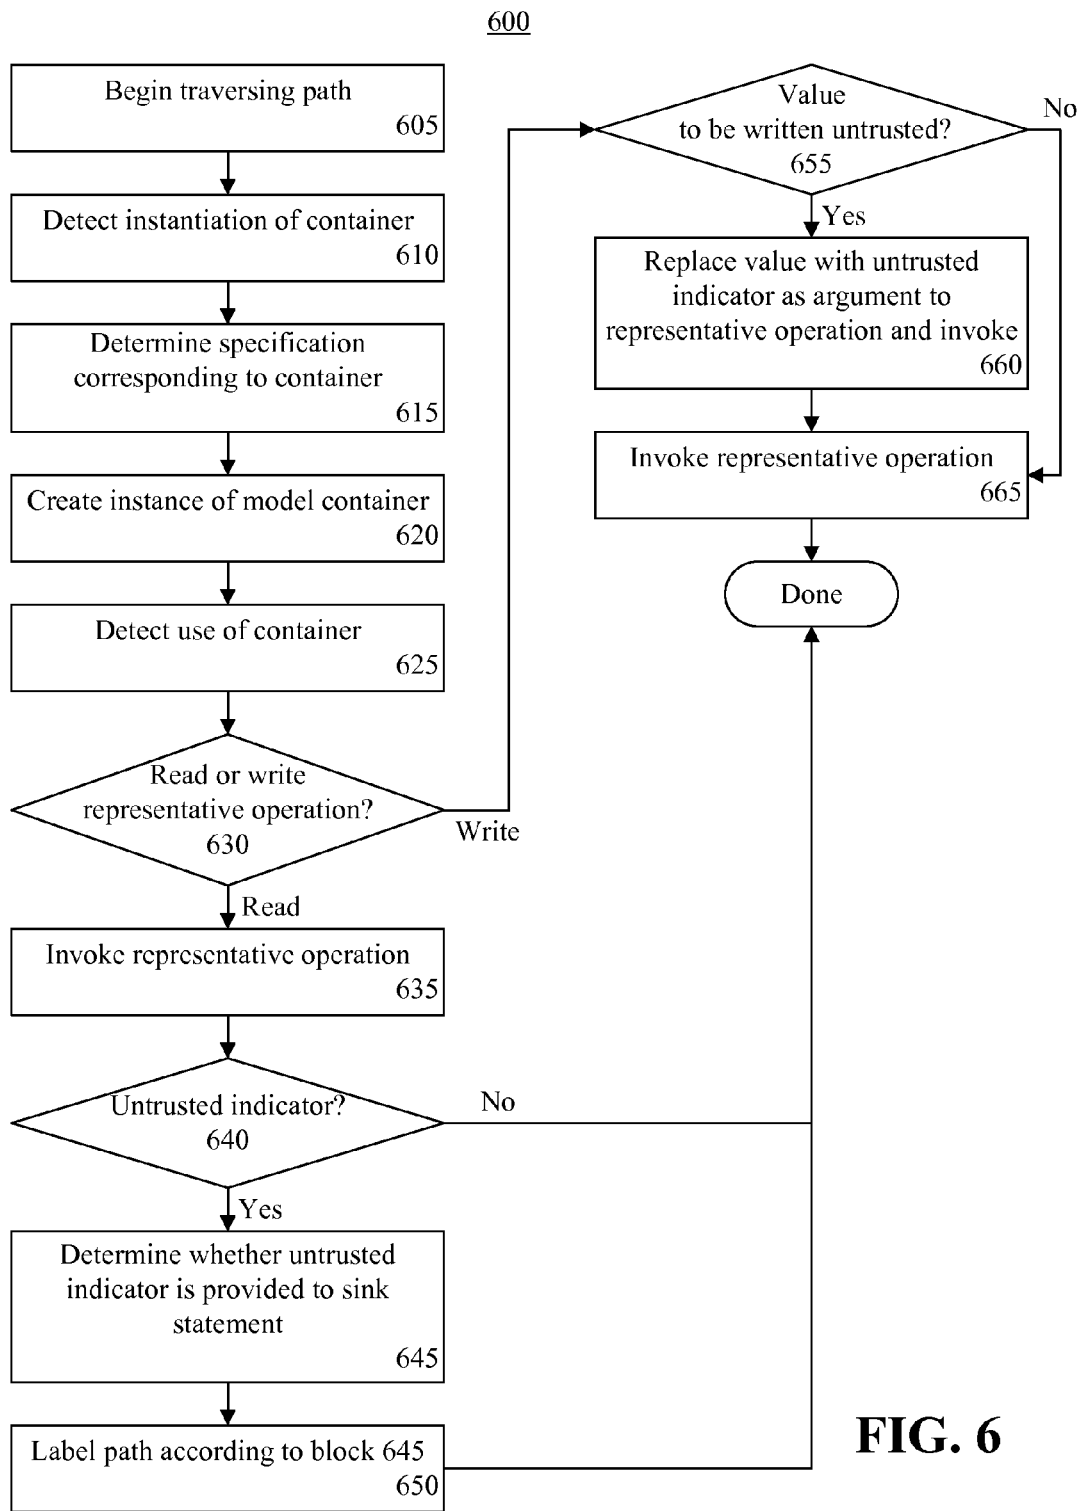 600
Begin traversing path
605
Detect instantiation of container
610
Determine specification
corresponding to container
615
Create instance of model container
620
Detect use of container
625
Read or write
representative operation?
630
Write
Read
Invoke representative operation
635
Untrusted indicator?
640
No
Yes
Determine whether untrusted
indicator is provided to sink
statement
645
Label path according to block 645
650
Value
to be written untrusted?
655
No
Yes
Replace value with untrusted
indicator as argument to
representative operation and invoke
660
Invoke representative operation
665
Done
FIG. 6